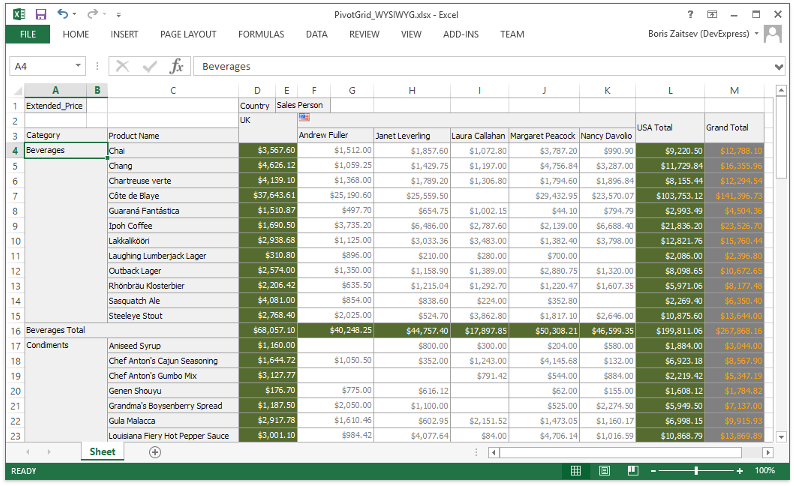 PivotGrid_WYSIWYG.xlsx - Excel
FILE HOME INSERT PAGE LAYOUT FORMULAS DATA REVIEW VIEW ADD-INS TEAM Boris Zaitsev (DevExpress)
A4 fx Beverages
A B C D E F G H I J K L M
1 Extended_Price Country Sales Person
2 UK USA Total Grand Total
3 Category Product Name Andrew Fuller Janet Leverling Laura Callahan Margaret Peacock Nancy Davolio
4 Beverages Chai $3,567.60 $1,512.00 $1,857.60 $1,072.80 $3,787.20 $990.90 $9,220.50 $12,788.10
5 Chang $4,626.12 $1,059.25 $1,429.75 $1,197.00 $4,756.84 $3,287.00 $11,729.84 $16,355.96
6 Chartreuse verte $4,139.10 $1,368.00 $1,789.20 $1,306.80 $1,794.60 $1,896.84 $8,155.44 $12,294.54
7 Côte de Blaye $37,643.61 $25,190.60 $25,559.50 $29,432.95 $23,570.07 $103,753.12 $141,396.73
8 Guaraná Fantástica $1,510.87 $497.70 $654.75 $1,002.15 $44.10 $794.79 $2,993.49 $4,504.36
9 Ipoh Coffee $1,690.50 $3,735.20 $6,486.00 $2,787.60 $2,139.00 $6,688.40 $21,836.20 $23,526.70
10 Lakkalikööri $2,938.68 $1,125.00 $3,033.36 $3,483.00 $1,382.40 $3,798.00 $12,821.76 $15,760.44
11 Laughing Lumberjack Lager $310.80 $896.00 $210.00 $280.00 $700.00 $2,086.00 $2,396.80
12 Outback Lager $2,574.00 $1,350.00 $1,158.90 $1,389.00 $2,880.75 $1,320.00 $8,098.65 $10,672.65
13 Rhönbräu Klosterbier $2,206.42 $635.50 $1,215.04 $1,292.70 $1,220.47 $1,607.35 $5,971.06 $8,177.48
14 Sasquatch Ale $4,081.00 $854.00 $838.60 $224.00 $352.80 $2,269.40 $6,350.40
15 Steeleye Stout $2,768.40 $2,025.00 $524.70 $3,862.80 $1,817.10 $2,646.00 $10,875.60 $13,644.00
16 Beverages Total $68,057.10 $40,248.25 $44,757.40 $17,897.85 $50,308.21 $46,599.35 $199,811.06 $267,868.16
17 Condiments Aniseed Syrup $1,160.00 $800.00 $300.00 $204.00 $580.00 $1,884.00 $3,044.00
18 Chef Anton's Cajun Seasoning $1,644.72 $1,050.50 $352.00 $1,243.00 $4,145.68 $132.00 $6,923.18 $8,567.90
19 Chef Anton's Gumbo Mix $3,127.77 $791.42 $544.00 $884.00 $2,219.42 $5,347.19
20 Genen Shouyu $176.70 $775.00 $616.12 $62.00 $155.00 $1,608.12 $1,784.82
21 Grandma's Boysenberry Spread $1,187.50 $2,050.00 $1,100.00 $525.00 $2,274.50 $5,949.50 $7,137.00
22 Gula Malacca $2,917.78 $1,610.46 $602.95 $2,151.52 $1,473.05 $1,160.17 $6,998.15 $9,915.93
23 Louisiana Fiery Hot Pepper Sauce $3,001.10 $984.42 $4,077.64 $84.00 $4,706.14 $1,016.59 $10,868.79 $13,869.89
Sheet
READY 100%